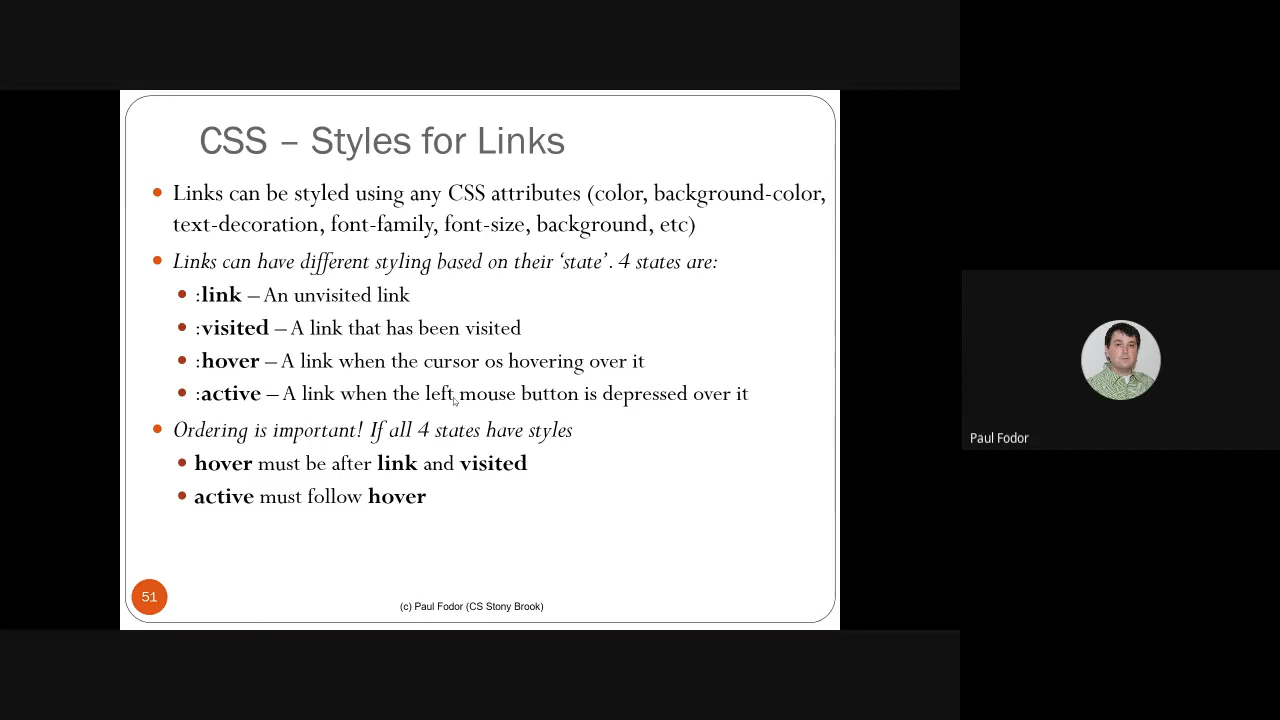 CSS – Styles for Links
• Links can be styled using any CSS attributes (color, background-color,
text-decoration, font-family, font-size, background, etc)
• Links can have different styling based on their ‘state’. 4 states are:
• :link – An unvisited link
• :visited – A link that has been visited
• :hover – A link when the cursor os hovering over it
• :active – A link when the left mouse button is depressed over it
• Ordering is important! If all 4 states have styles
• hover must be after link and visited
• active must follow hover
51
(c) Paul Fodor (CS Stony Brook)
Paul Fodor